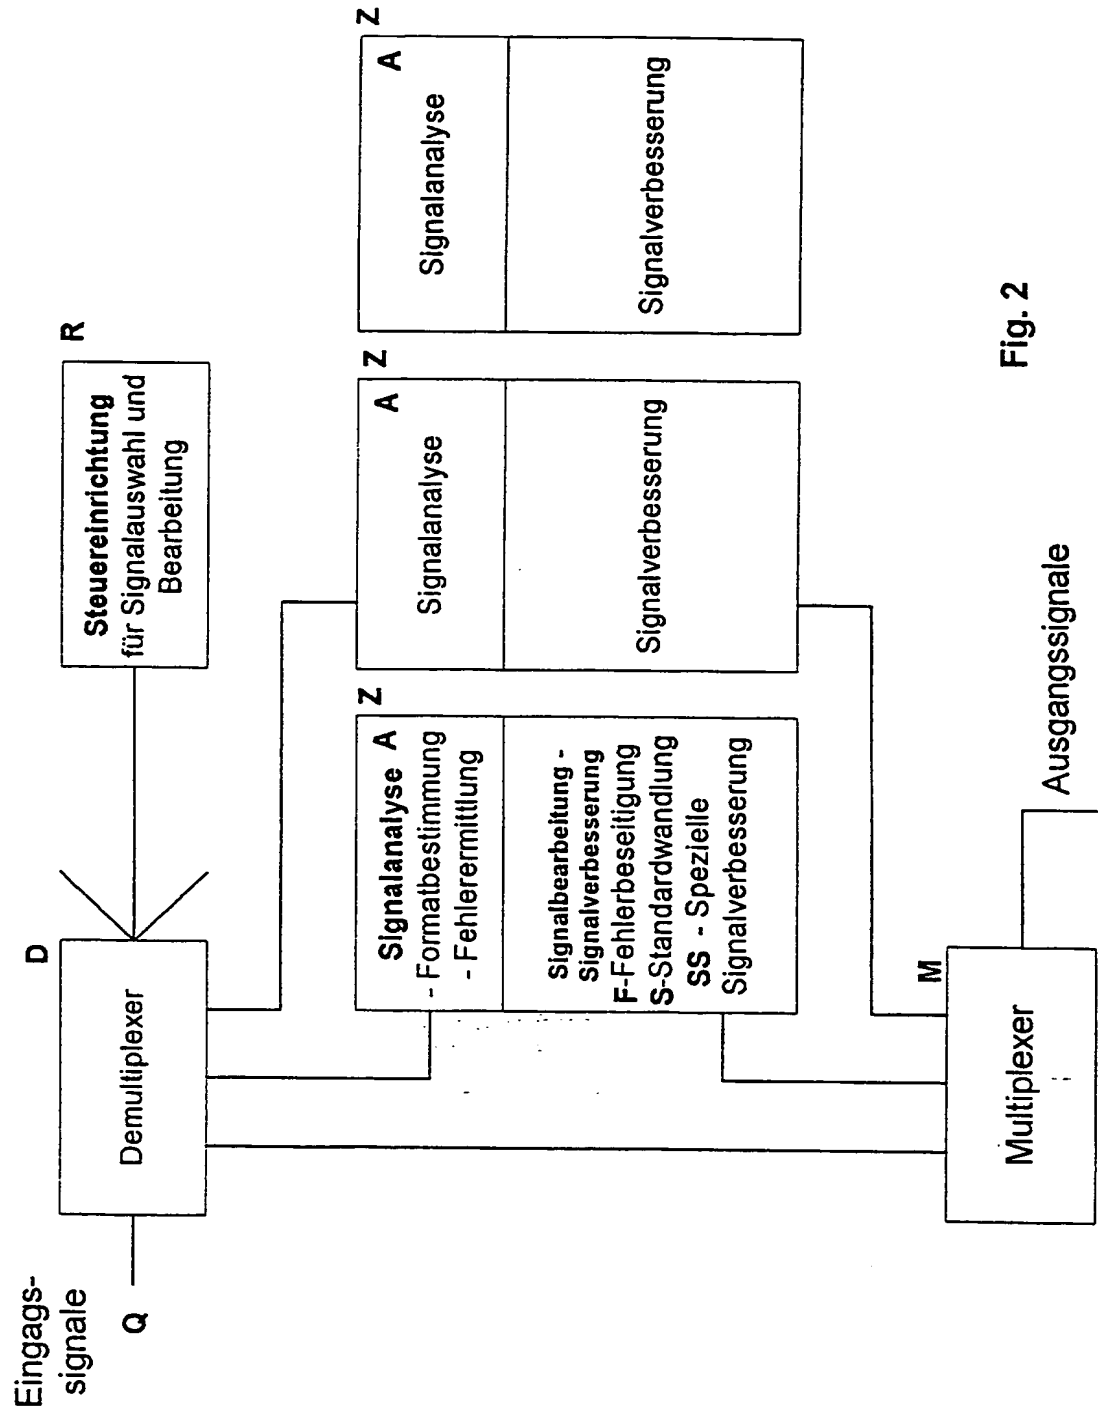 Eingags-
signale
Q
D
Demultiplexer
R
Steuereinrichtung
für Signalauswahl und
Bearbeitung
Z
Signalanalyse A
- Formatbestimmung
- Fehlerermittlung
Signalbearbeitung -
Signalverbesserung
F-Fehlerbeseitigung
S-Standardwandlung
SS - Spezielle
Signalverbesserung
Z
A
Signalanalyse
Signalverbesserung
Z
A
Signalanalyse
Signalverbesserung
M
Multiplexer
Ausgangssignale
Fig. 2